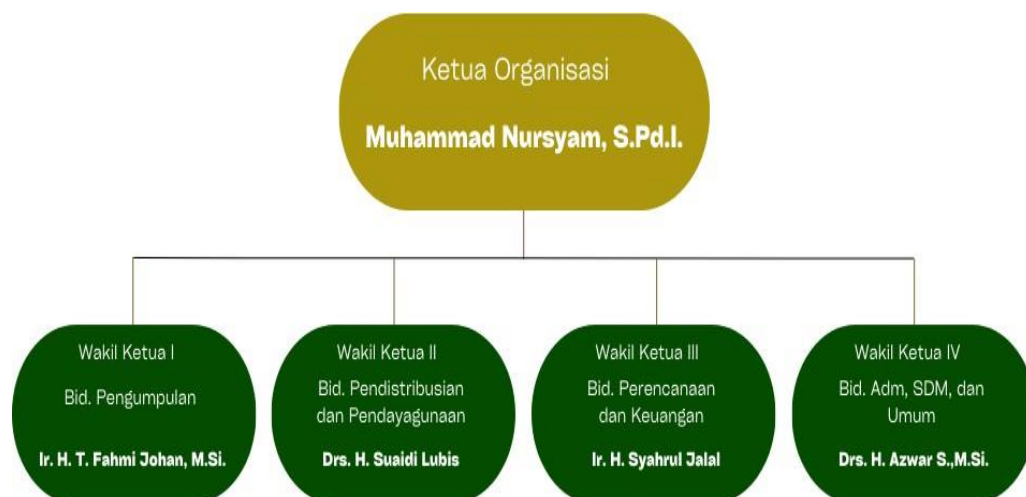 Ketua Organisasi
Muhammad Nursyam, S.Pd.I.
Wakil Ketua I
Bid. Pengumpulan
Ir. H. T. Fahmi Johan, M.Si.
Wakil Ketua II
Bid. Pendistribusian
dan Pendayagunaan
Drs. H. Suaidi Lubis
Wakil Ketua III
Bid. Perencanaan
dan Keuangan
Ir. H. Syahrul Jalal
Wakil Ketua IV
Bid. Adm, SDM, dan
Umum
Drs. H. Azwar S.,M.Si.